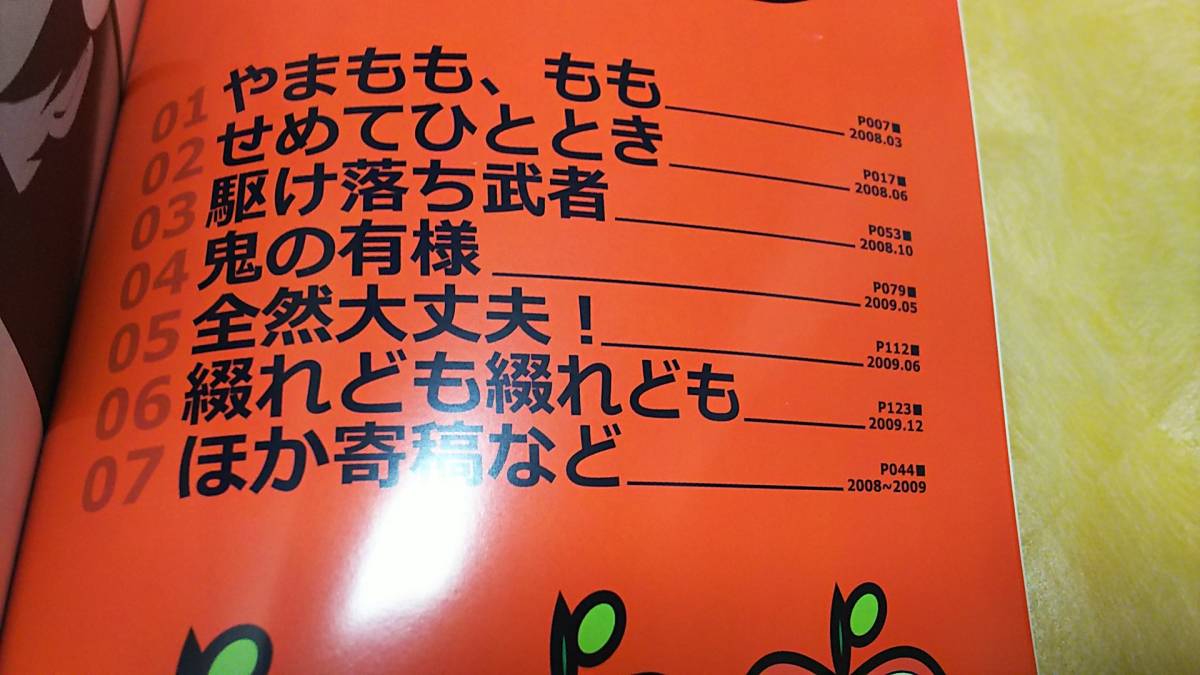 01 やまもも、もも P007■
2008.03
02 せめてひととき P017■
2008.06
03 駆け落ち武者 P053■
2008.10
04 鬼の有様 P079■
2009.05
05 全然大丈夫！ P112■
2009.06
06 綴れども綴れども P123■
2009.12
07 ほか寄稿など P044■
2008~2009